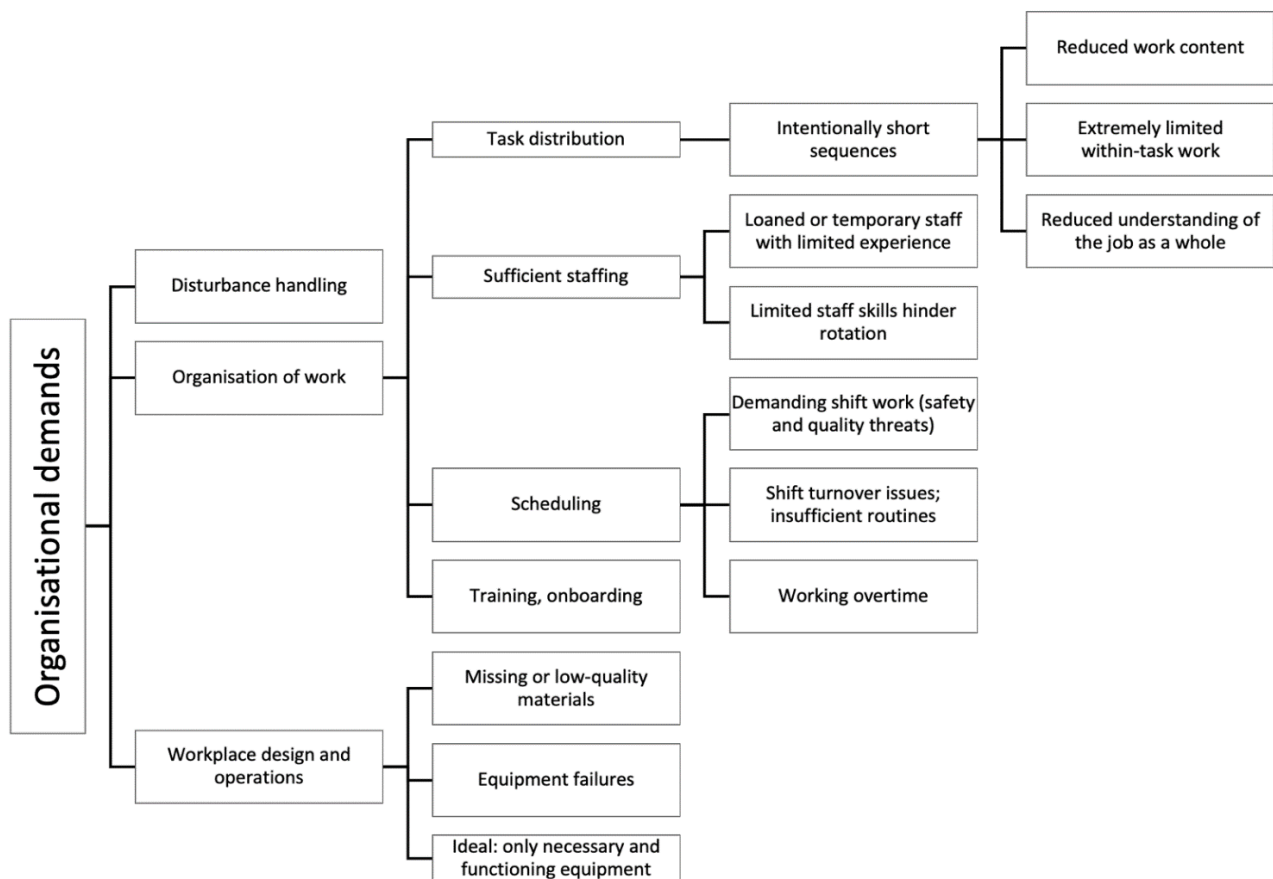 Organisational demands
Disturbance handling
Organisation of work
Workplace design and
operations
Task distribution
Sufficient staffing
Scheduling
Training, onboarding
Missing or low-quality
materials
Equipment failures
Ideal: only necessary and
functioning equipment
Intentionally short
sequences
Loaned or temporary staff
with limited experience
Limited staff skills hinder
rotation
Demanding shift work (safety
and quality threats)
Shift turnover issues;
insufficient routines
Working overtime
Reduced work content
Extremely limited
within-task work
Reduced understanding of
the job as a whole